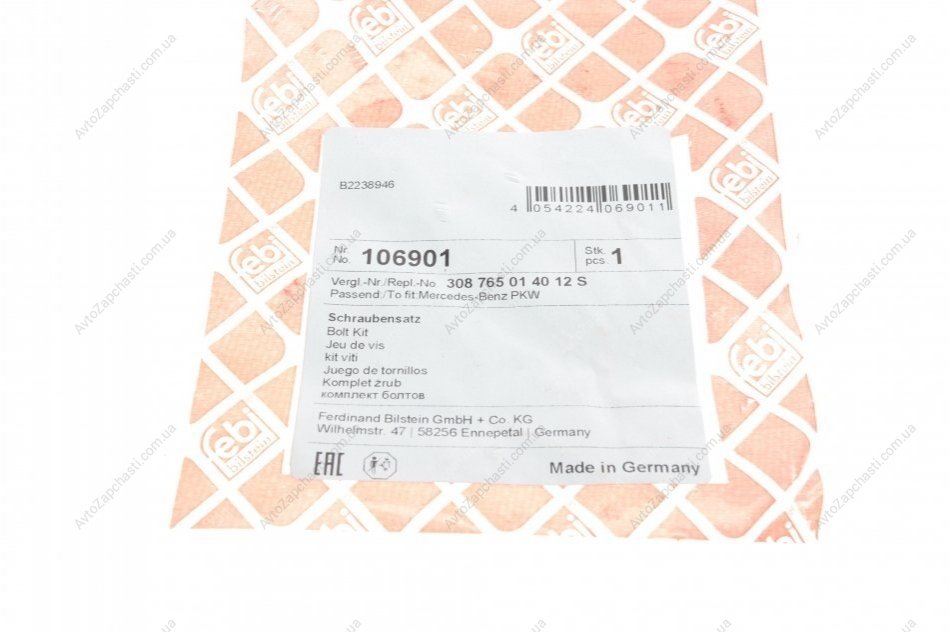 febi
bilstein
B2238946
4 054224 069011
Nr.
No. 106901
Stk.
pcs. 1
Vergl.-Nr./Repl.-No. 308 765 01 40 12 S
Passend:/To fit:Mercedes-Benz PKW
Schraubensatz
Bolt Kit
Jeu de vis
kit viti
Juego de tornillos
Komplet zrub
комплект болтов
Ferdinand Bilstein GmbH + Co. KG
Wilhelmstr. 47 | 58256 Ennepetal | Germany
EAC
Made in Germany
AvtoZapchasti.com.ua